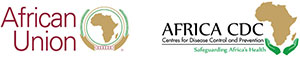 African
Union
AFRICA CDC
Centres for Disease Control and Prevention
Safeguarding Africa's Health